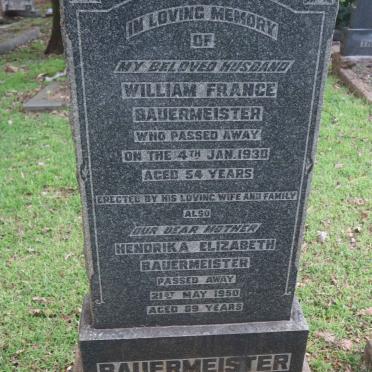 IN LOVING MEMORY
OF
MY BELOVED HUSBAND
WILLIAM FRANCE
BAUERMEISTER
WHO PASSED AWAY
ON THE 4TH JAN. 1930
AGED 54 YEARS
ERECTED BY HIS LOVING WIFE AND FAMILY
ALSO
OUR DEAR MOTHER
HENDRIKA ELIZABETH
BAUERMEISTER
PASSED AWAY
21ST MAY 1950
AGED 69 YEARS
BAUERMEISTER